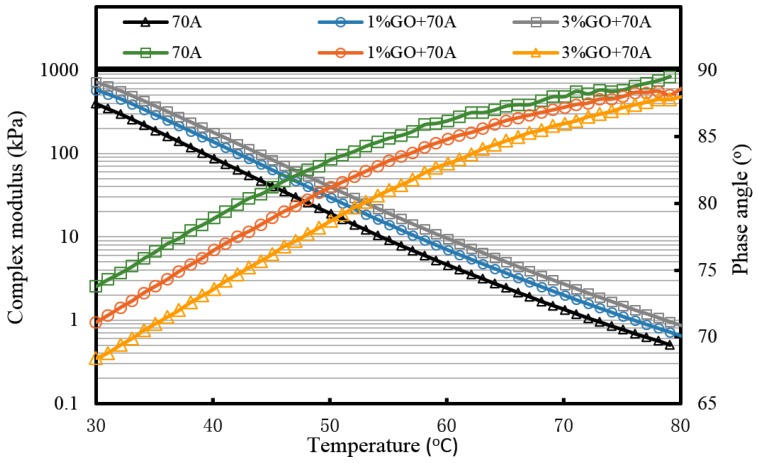 70A 1%GO+70A 3%GO+70A
70A 1%GO+70A 3%GO+70A
1000 90
100 85
10 80
1 75
0.1 70
65
Complex modulus (kPa)
Phase angle (°)
30 40 50 60 70 80
Temperature (°C)